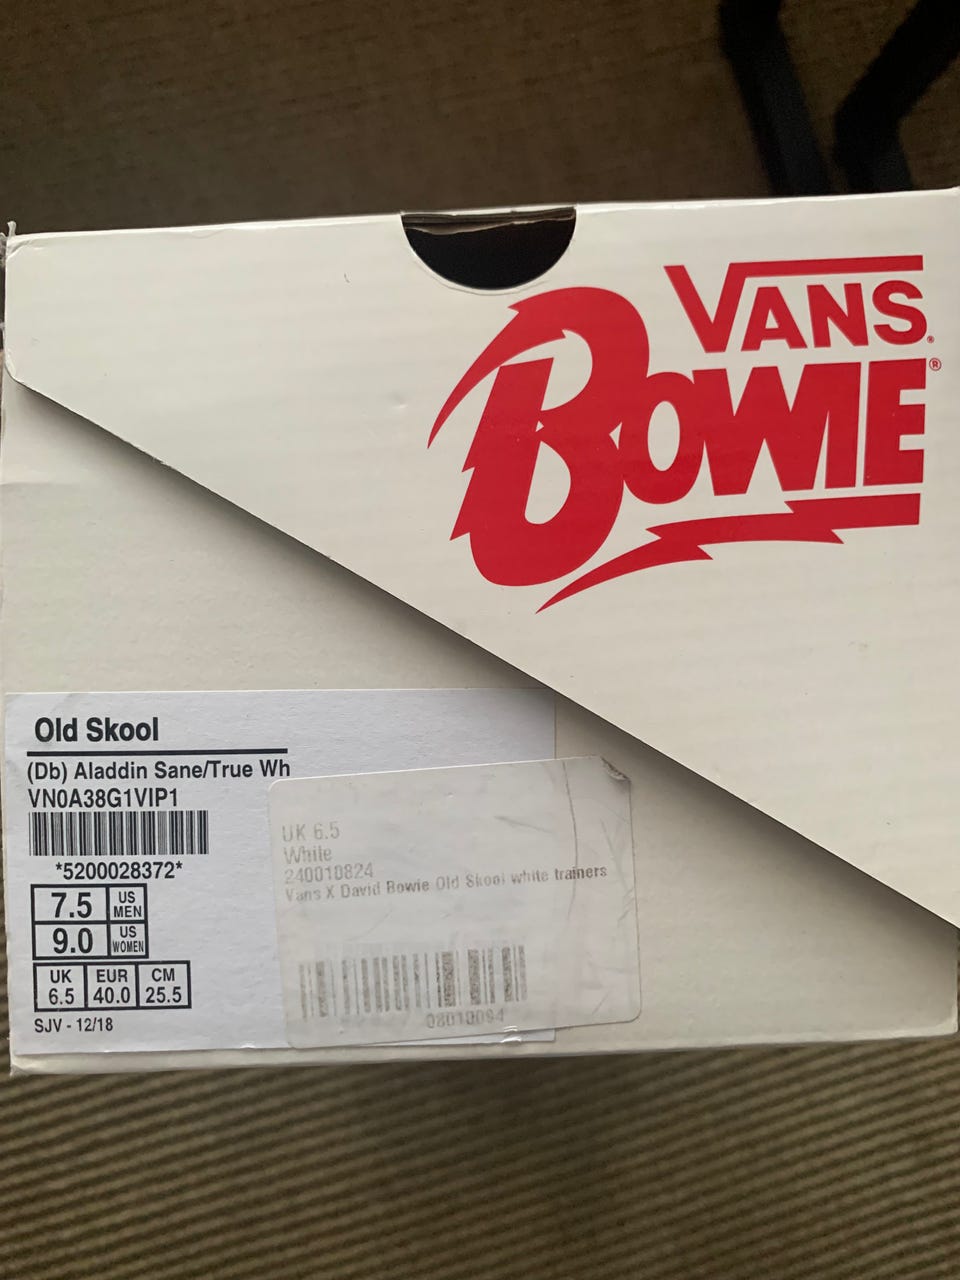 VANS
BOWIE®
Old Skool
(Db) Aladdin Sane/True Wh
VN0A38G1VIP1
*5200028372*
7.5 US MEN
9.0 US WOMEN
UK EUR CM
6.5 40.0 25.5
SJV - 12/18
UK 6.5
White
240010824
Vans X David Bowie Old Skool white trainers
08010094